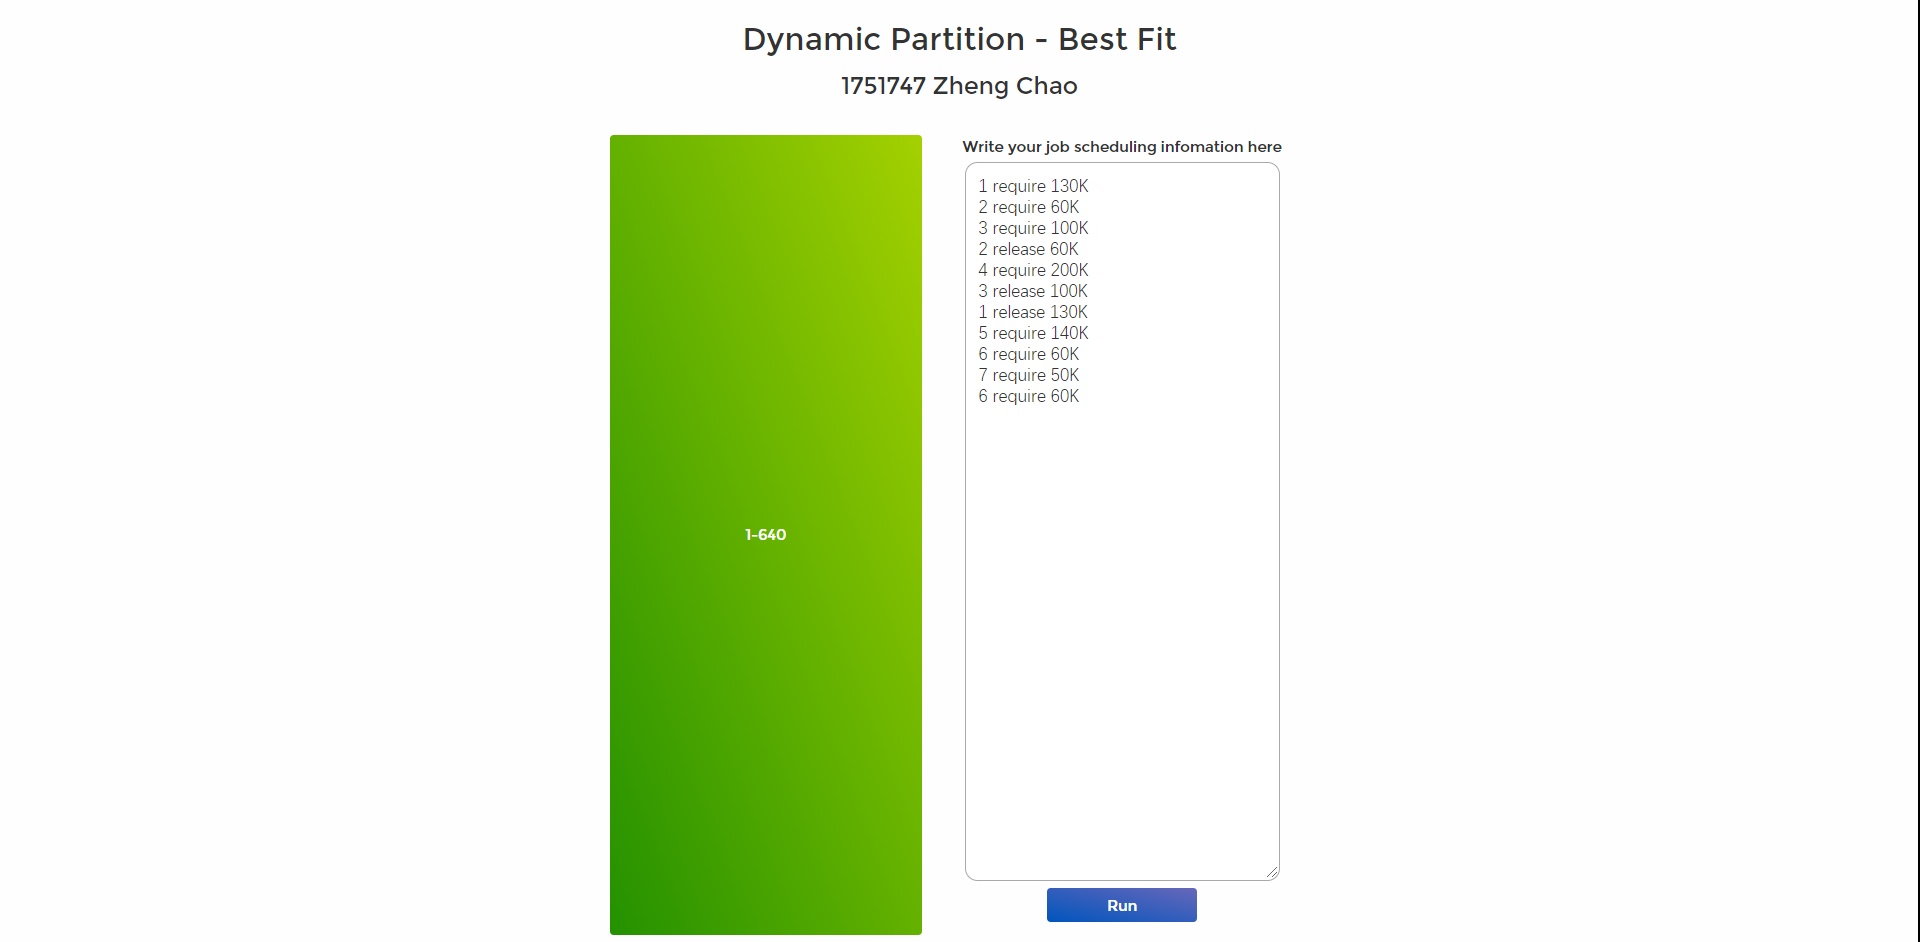 Dynamic Partition - Best Fit
1751747 Zheng Chao
1-640
Write your job scheduling infomation here
1 require 130K
2 require 60K
3 require 100K
2 release 60K
4 require 200K
3 release 100K
1 release 130K
5 require 140K
6 require 60K
7 require 50K
6 require 60K
Run